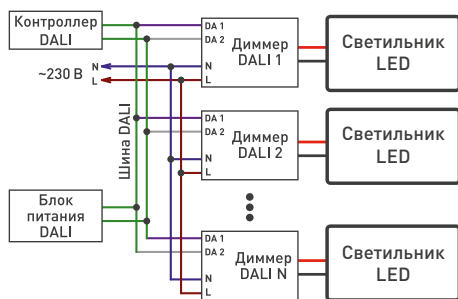 Контроллер
DALI
N
~230 В
L
Шина DALI
Блок
питания
DALI
DA 1
DA 2
N
L
Диммер
DALI 1
Светильник
LED
DA 1
DA 2
N
L
Диммер
DALI 2
Светильник
LED
DA 1
DA 2
N
L
Диммер
DALI N
Светильник
LED